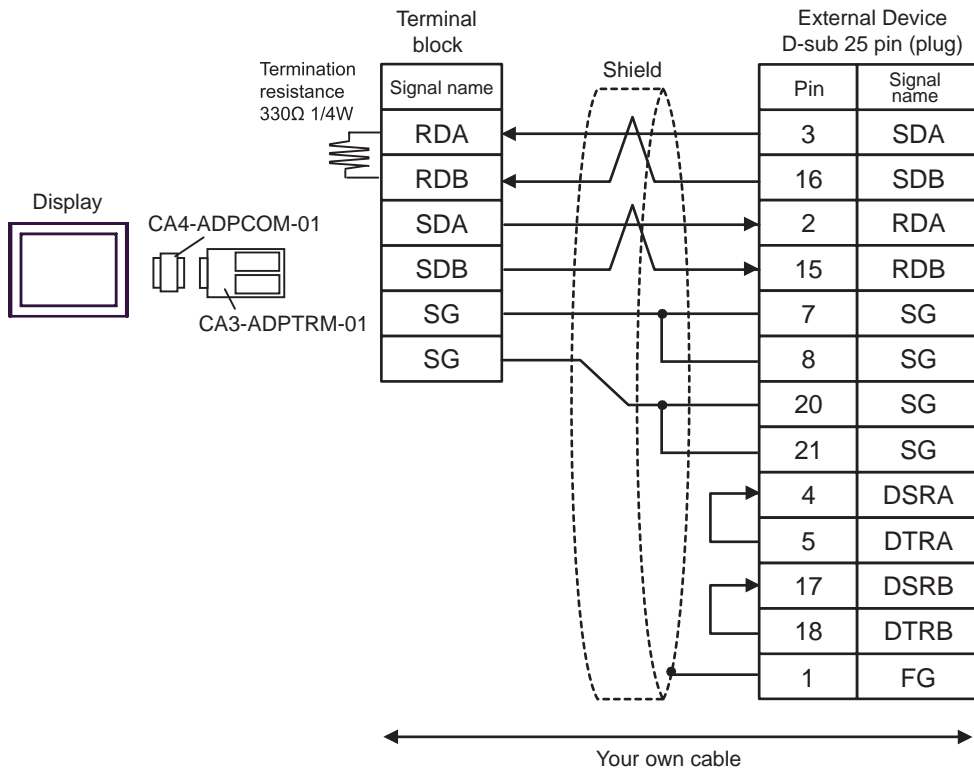 Terminal
block
External Device
D-sub 25 pin (plug)
Termination
resistance
330Ω 1/4W
Shield
Signal name
Pin
Signal
name
RDA
3
SDA
RDB
16
SDB
Display
CA4-ADPCOM-01
CA3-ADPTRM-01
SDA
2
RDA
SDB
15
RDB
SG
7
SG
SG
8
SG
20
SG
21
SG
4
DSRA
5
DTRA
17
DSRB
18
DTRB
1
FG
Your own cable